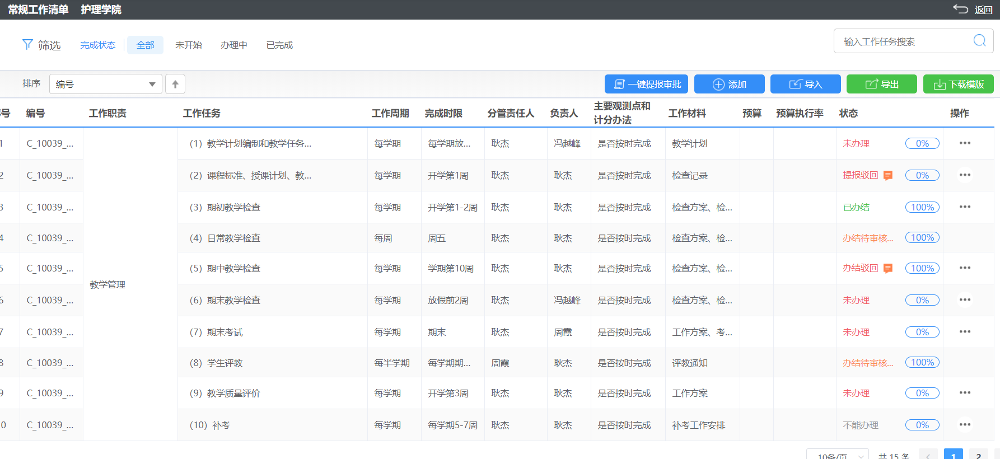 常规工作清单 护理学院 返回
筛选 完成状态 全部 未开始 办理中 已完成 输入工作任务搜索
排序 编号 一键提报审批 添加 导入 导出 下载模版
号 编号 工作职责 工作任务 工作周期 完成时限 分管责任人 负责人 主要观测点和 工作材料 预算 预算执行率 状态 操作
计分办法
1 C_10039_... (1) 教学计划编制和教学任务... 每学期 每学期放... 耿杰 冯越峰 是否按时完成 教学计划 未办理 0% •••
2 C_10039_... (2) 课程标准、授课计划、教... 每学期 开学第1周 耿杰 耿杰 是否按时完成 检查记录 提报驳回 0% •••
3 C_10039_... (3) 期初教学检查 每学期 开学第1-2周 耿杰 耿杰 是否按时完成 检查方案、检... 已办结 100% •••
4 C_10039_... (4) 日常教学检查 每周 周五 耿杰 耿杰 是否按时完成 检查方案、检... 办结待审核... 100%
5 C_10039_... (5) 期中教学检查 每学期 学期第10周 耿杰 耿杰 是否按时完成 检查方案、检... 办结驳回 100% •••
教学管理
6 C_10039_... (6) 期末教学检查 每学期 放假前2周 耿杰 冯越峰 是否按时完成 检查方案、检... 未办理 0% •••
7 C_10039_... (7) 期末考试 每学期 期末 耿杰 周霞 是否按时完成 工作方案、考... 未办理 0% •••
8 C_10039_... (8) 学生评教 每半学期 每学期期... 周霞 耿杰 是否按时完成 评教通知 办结待审核... 100%
9 C_10039_... (9) 教学质量评价 每学期 开学第3周 耿杰 耿杰 是否按时完成 工作方案 未办理 0% •••
0 C_10039_... (10) 补考 每学期 每学期5-7周 耿杰 耿杰 是否按时完成 补考工作安排 不能办理 0% •••
10条/页 共 15 条 1 2